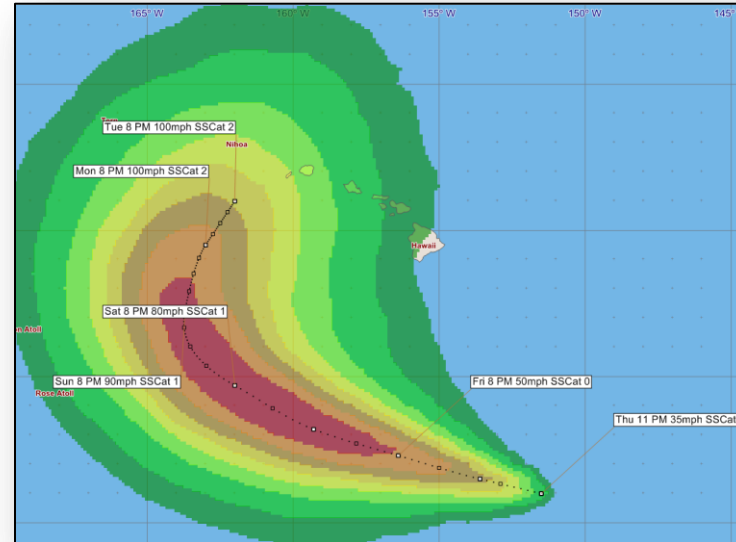 165° W 160° W 155° W 150° W 145°
Tue 8 PM 100mph SSCat 2
Nihoa
Mon 8 PM 100mph SSCat 2
Hawaii
Sat 8 PM 80mph SSCat 1
on Atoll
Sun 8 PM 90mph SSCat 1
Fri 8 PM 50mph SSCat 0
Rose Atoll
Thu 11 PM 35mph SSCat